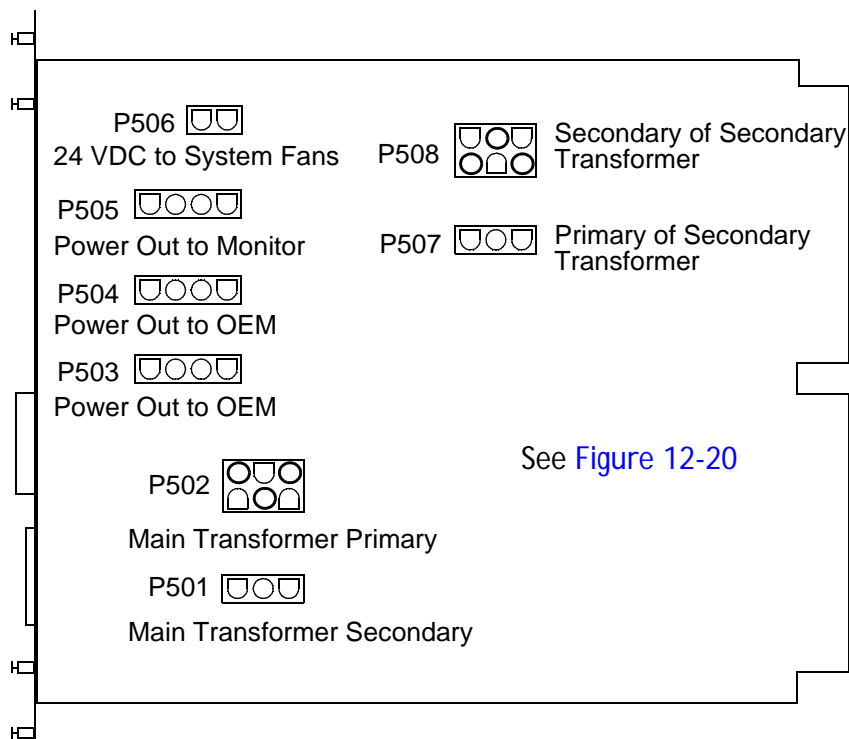 P506
24 VDC to System Fans
P505
Power Out to Monitor
P504
Power Out to OEM
P503
Power Out to OEM
P502
Main Transformer Primary
P501
Main Transformer Secondary
P508
Secondary of Secondary
Transformer
P507
Primary of Secondary
Transformer
See Figure 12-20